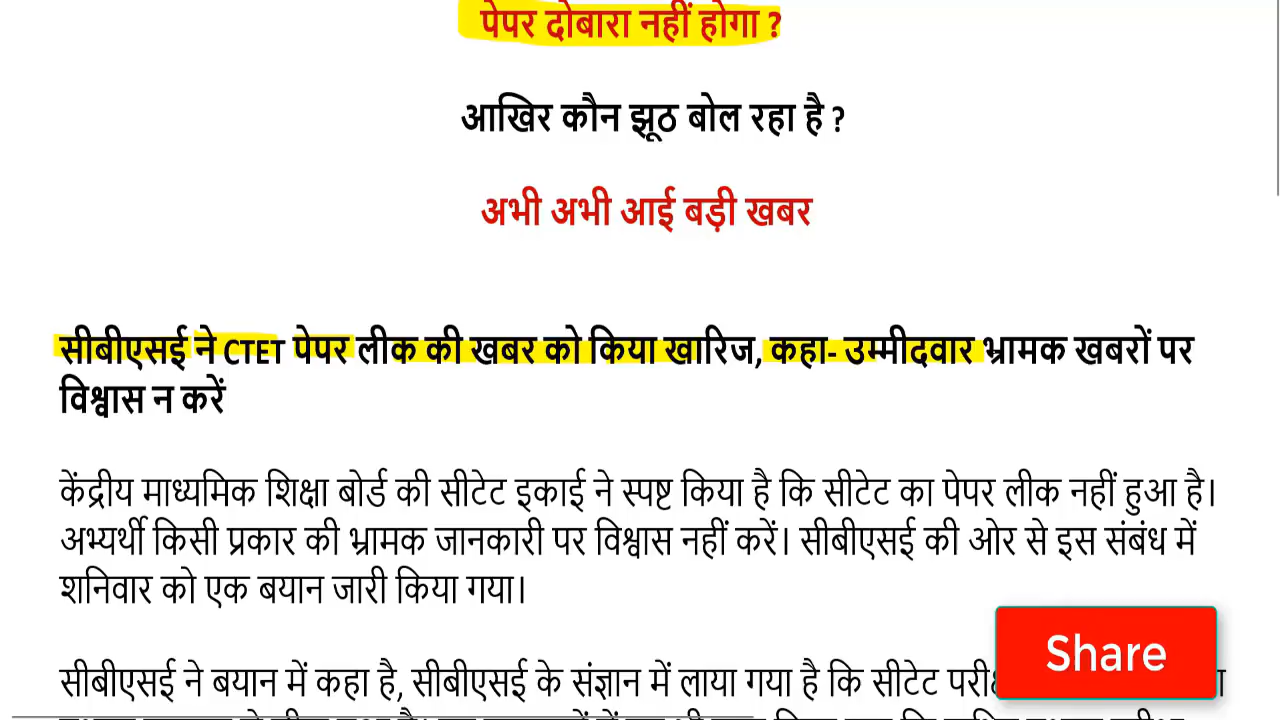 पेपर दोबारा नहीं होगा ?
आखिर कौन झूठ बोल रहा है ?
अभी अभी आई बड़ी खबर
सीबीएसई ने CTET पेपर लीक की खबर को किया खारिज, कहा- उम्मीदवार भ्रामक खबरों पर
विश्वास न करें
केंद्रीय माध्यमिक शिक्षा बोर्ड की सीटेट इकाई ने स्पष्ट किया है कि सीटेट का पेपर लीक नहीं हुआ है।
अभ्यर्थी किसी प्रकार की भ्रामक जानकारी पर विश्वास नहीं करें। सीबीएसई की ओर से इस संबंध में
शनिवार को एक बयान जारी किया गया।
सीबीएसई ने बयान में कहा है, सीबीएसई के संज्ञान में लाया गया है कि सीटेट
Share